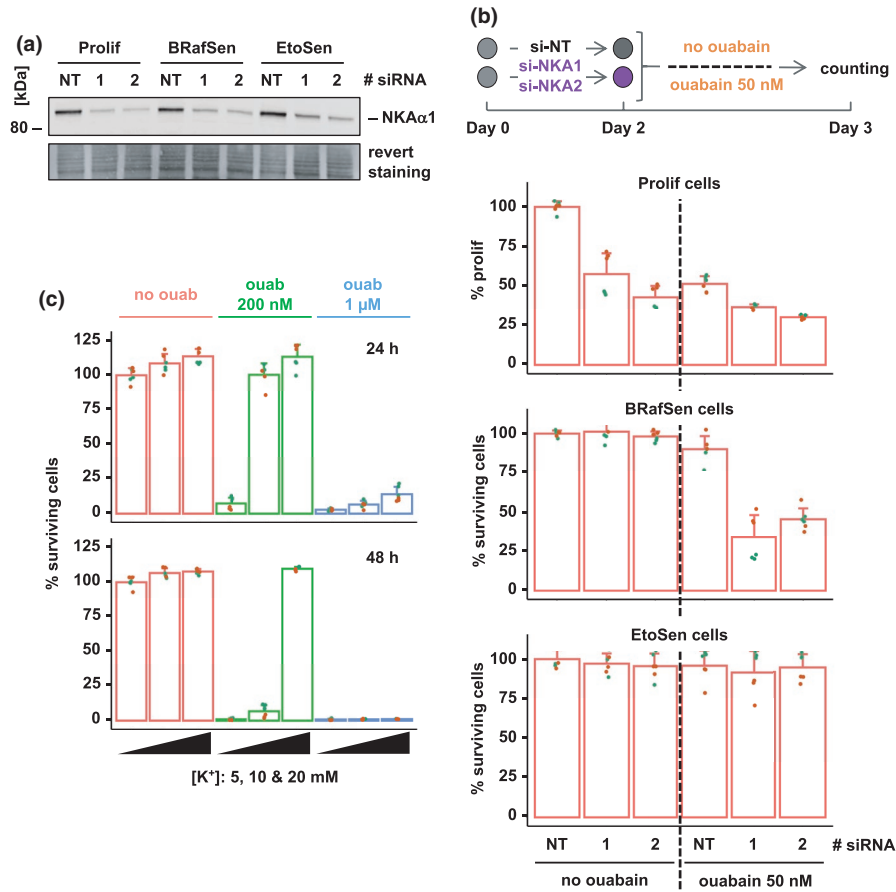 (a)
Prolif BRafSen EtoSen
[kDa]
NT 1 2 NT 1 2 NT 1 2 # siRNA
80 –
– NKAα1
revert
staining
(b)
si-NT
si-NKA1
si-NKA2
no ouabain
ouabain 50 nM
counting
Day 0 Day 2 Day 3
Prolif cells
% prolif
100
75
50
25
0
BRafSen cells
% surviving cells
100
75
50
25
0
EtoSen cells
% surviving cells
100
75
50
25
0
NT 1 2 NT 1 2 # siRNA
no ouabain ouabain 50 nM
(c)
no ouab
ouab
200 nM
ouab
1 µM
% surviving cells
24 h
125
100
75
50
25
0
48 h
125
100
75
50
25
0
[K⁺]: 5, 10 & 20 mM